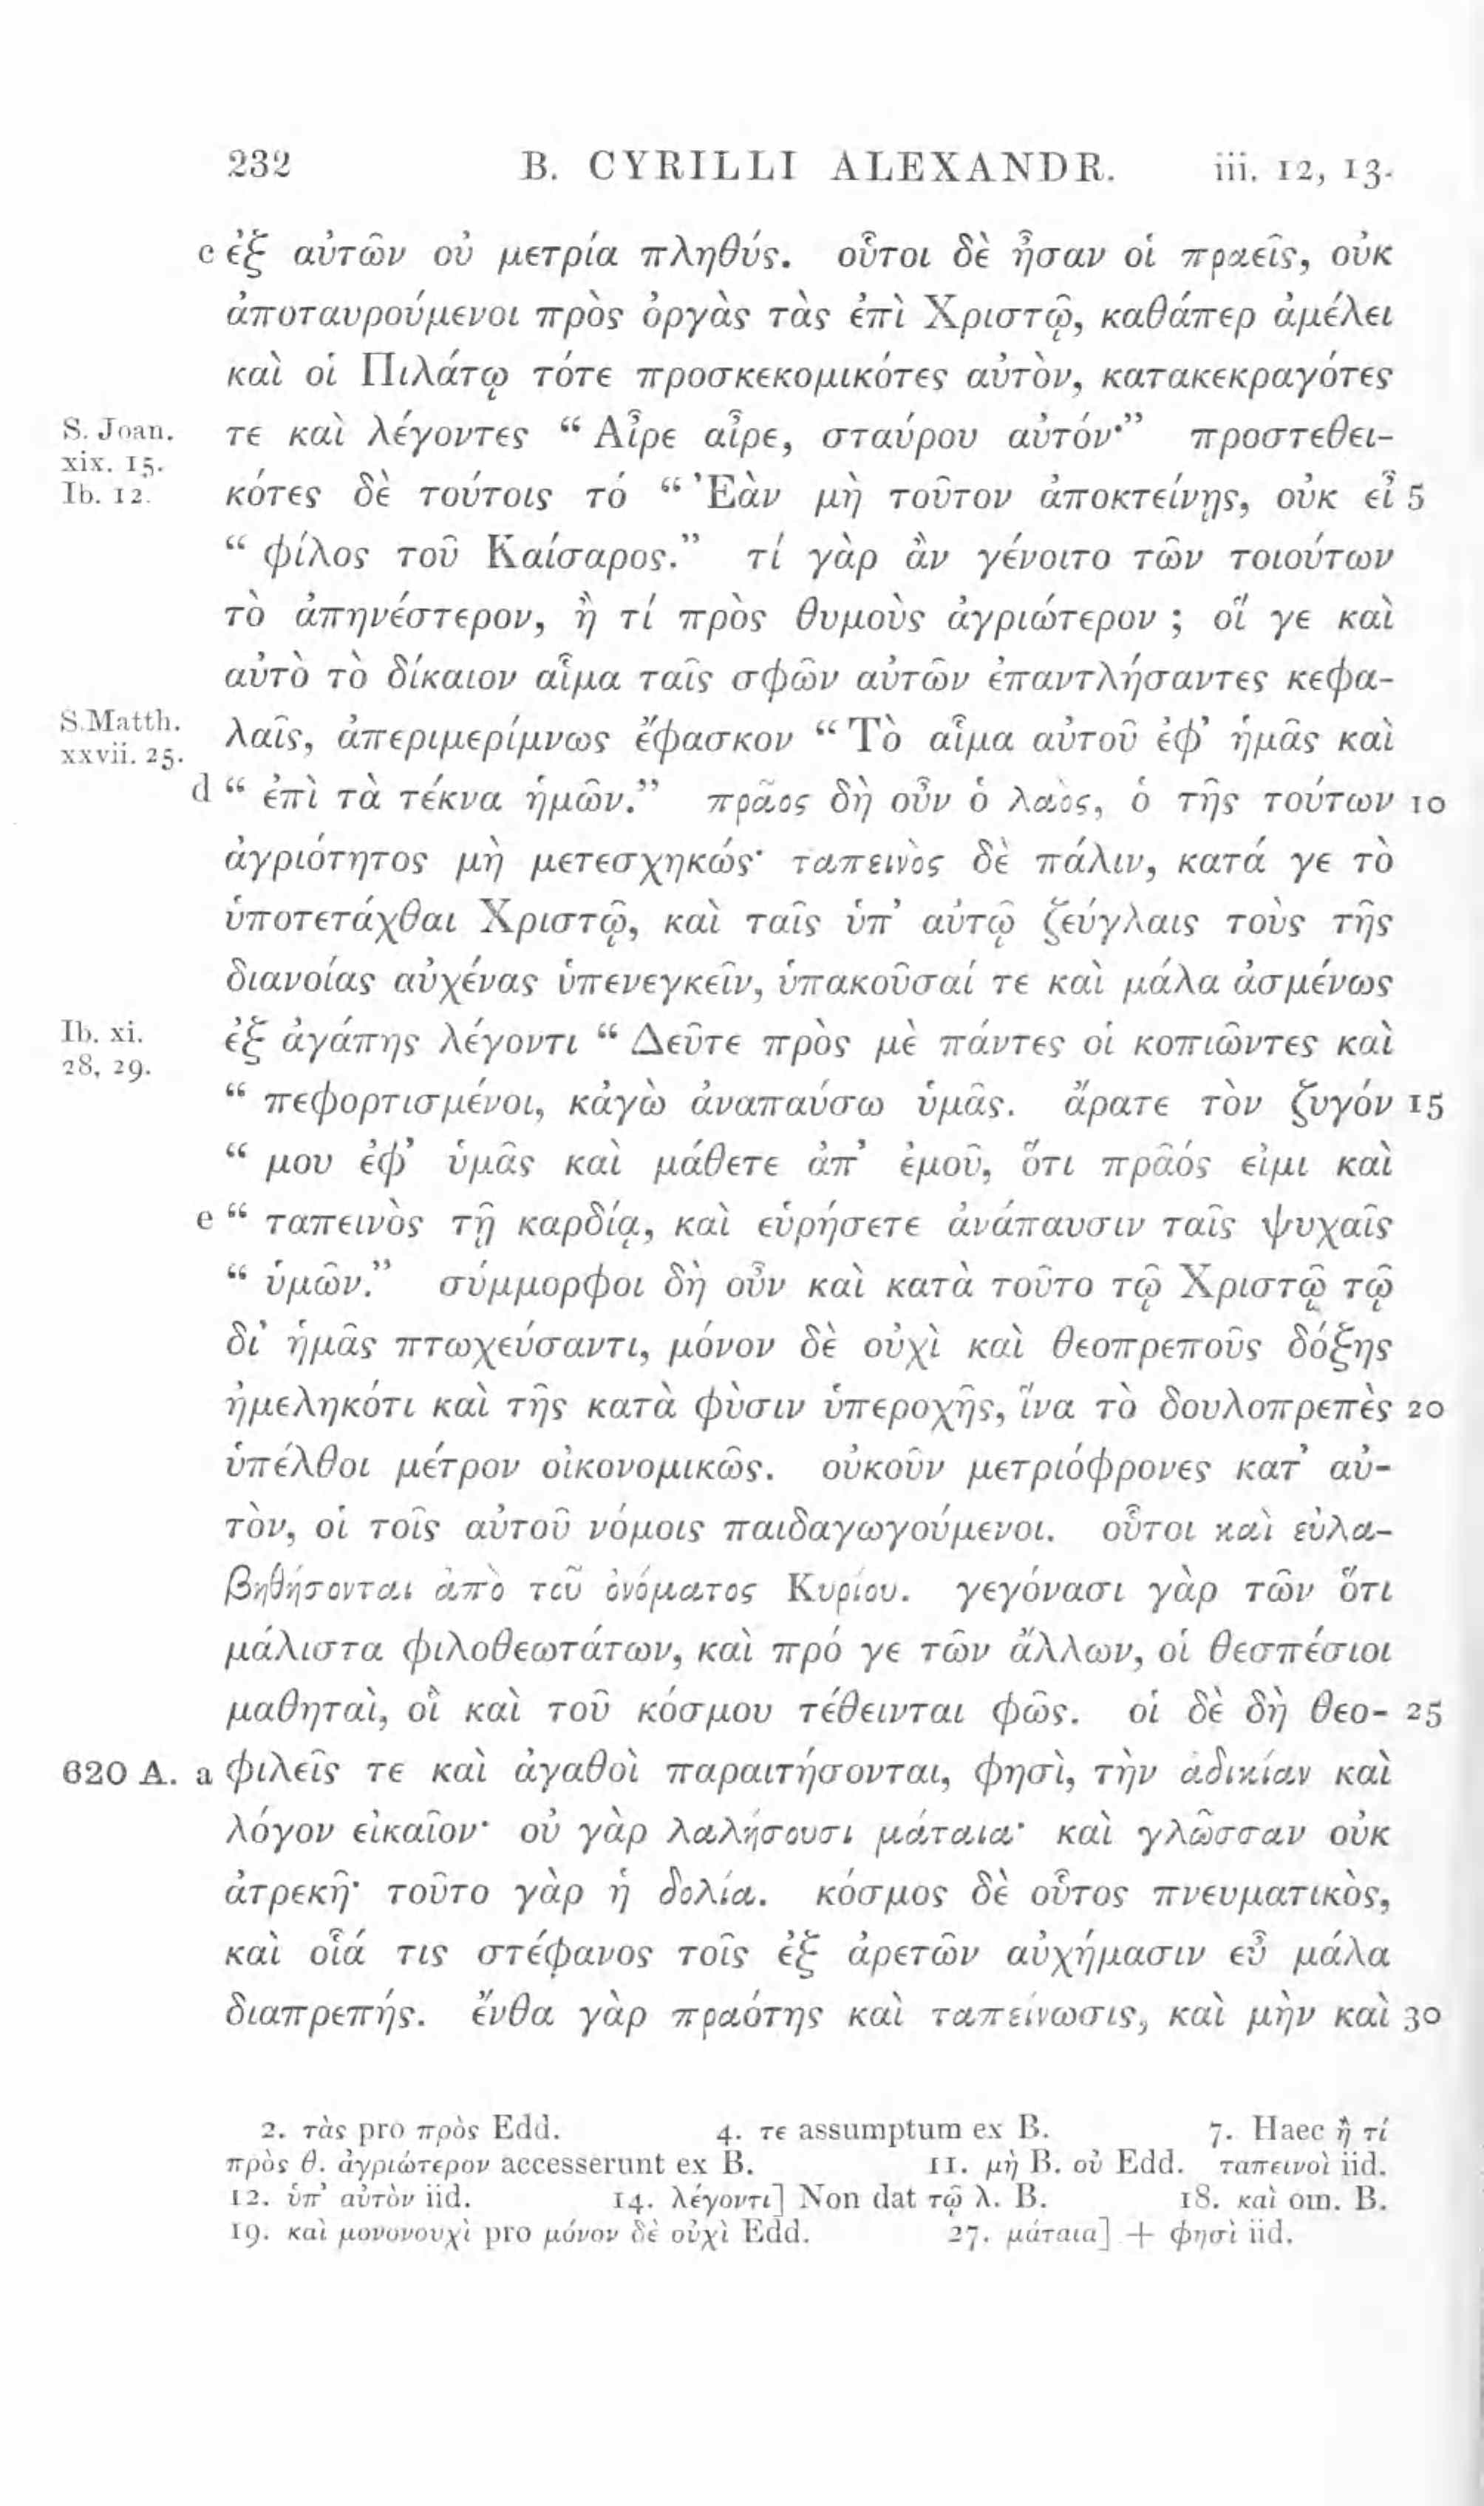 232 B. CYRILLI ALEXANDR. iii. 12, 13.
c ἐξ αὐτῶν οὐ μετρία πληθύς. οὗτοι δὲ ἦσαν οἱ πραεῖς, οὐκ
ἀποταυρούμενοι πρὸς ὀργὰς τὰς ἐπὶ Χριστῷ, καθάπερ ἀμέλει
καὶ οἱ Πιλάτῳ τότε προσκεκομικότες αὐτὸν, κατακεκραγότες
S. Joan. xix. 15. τε καὶ λέγοντες “ Αἶρε αἶρε, σταύρου αὐτόν·” προστεθει-
Ib. 12. κότες δὲ τούτοις τό “ Ἐὰν μὴ τοῦτον ἀποκτείνῃς, οὐκ εἶ 5
“ φίλος τοῦ Καίσαρος.” τί γὰρ ἂν γένοιτο τῶν τοιούτων
τὸ ἀπηνέστερον, ἢ τί πρὸς θυμοὺς ἀγριώτερον ; οἵ γε καὶ
αὐτὸ τὸ δίκαιον αἷμα ταῖς σφῶν αὐτῶν ἐπαντλήσαντες κεφα-
S. Matth. xxvii. 25. λαῖς, ἀπεριμερίμνως ἔφασκον “ Τὸ αἷμα αὐτοῦ ἐφ’ ἡμᾶς καὶ
d “ ἐπὶ τὰ τέκνα ἡμῶν.” πρᾶος δὴ οὖν ὁ λαὸς, ὁ τῆς τούτων 10
ἀγριότητος μὴ μετεσχηκώς· ταπεινὸς δὲ πάλιν, κατά γε τὸ
ὑποτετάχθαι Χριστῷ, καὶ ταῖς ὑπ’ αὐτῷ ζεύγλαις τοὺς τῆς
διανοίας αὐχένας ὑπενεγκεῖν, ὑπακοῦσαί τε καὶ μάλα ἀσμένως
Ib. xi. 28, 29. ἐξ ἀγάπης λέγοντι “ Δεῦτε πρὸς μὲ πάντες οἱ κοπιῶντες καὶ
“ πεφορτισμένοι, κἀγὼ ἀναπαύσω ὑμᾶς. ἄρατε τὸν ζυγόν 15
“ μου ἐφ’ ὑμᾶς καὶ μάθετε ἀπ’ ἐμοῦ, ὅτι πρᾶός εἰμι καὶ
e “ ταπεινὸς τῇ καρδίᾳ, καὶ εὑρήσετε ἀνάπαυσιν ταῖς ψυχαῖς
“ ὑμῶν.” σύμμορφοι δὴ οὖν καὶ κατὰ τοῦτο τῷ Χριστῷ τῷ
δι’ ἡμᾶς πτωχεύσαντι, μόνον δὲ οὐχὶ καὶ θεοπρεποῦς δόξης
ἠμεληκότι καὶ τῆς κατὰ φύσιν ὑπεροχῆς, ἵνα τὸ δουλοπρεπὲς 20
ὑπέλθοι μέτρον οἰκονομικῶς. οὐκοῦν μετριόφρονες κατ’ αὐ-
τὸν, οἱ τοῖς αὐτοῦ νόμοις παιδαγωγούμενοι. οὗτοι καὶ εὐλα-
βηθήσονται ἀπὸ τοῦ ὀνόματος Κυρίου. γεγόνασι γὰρ τῶν ὅτι
μάλιστα φιλοθεωτάτων, καὶ πρό γε τῶν ἄλλων, οἱ θεσπέσιοι
μαθηταὶ, οἳ καὶ τοῦ κόσμου τέθεινται φῶς. οἱ δὲ δὴ θεο- 25
620 A. a φιλεῖς τε καὶ ἀγαθοὶ παραιτήσονται, φησὶ, τὴν ἀδικίαν καὶ
λόγον εἰκαῖον· οὐ γὰρ λαλήσουσι μάταια· καὶ γλῶσσαν οὐκ
ἀτρεκῆ· τοῦτο γὰρ ἡ δολία. κόσμος δὲ οὗτος πνευματικὸς,
καὶ οἷά τις στέφανος τοῖς ἐξ ἀρετῶν αὐχήμασιν εὖ μάλα
διαπρεπής. ἔνθα γὰρ πραότης καὶ ταπείνωσις, καὶ μὴν καὶ 30
2. τὰς pro πρὸς Edd. 4. τε assumptum ex B. 7. Haec ἢ τί
πρὸς θ. ἀγριώτερον accesserunt ex B. 11. μὴ B. οὐ Edd. ταπεινοὶ iid.
12. ὑπ’ αὐτὸν iid. 14. λέγοντι] Non dat τῷ λ. B. 18. καὶ om. B.
19. καὶ μονονουχὶ pro μόνον δὲ οὐχὶ Edd. 27. μάταια] + φησὶ iid.